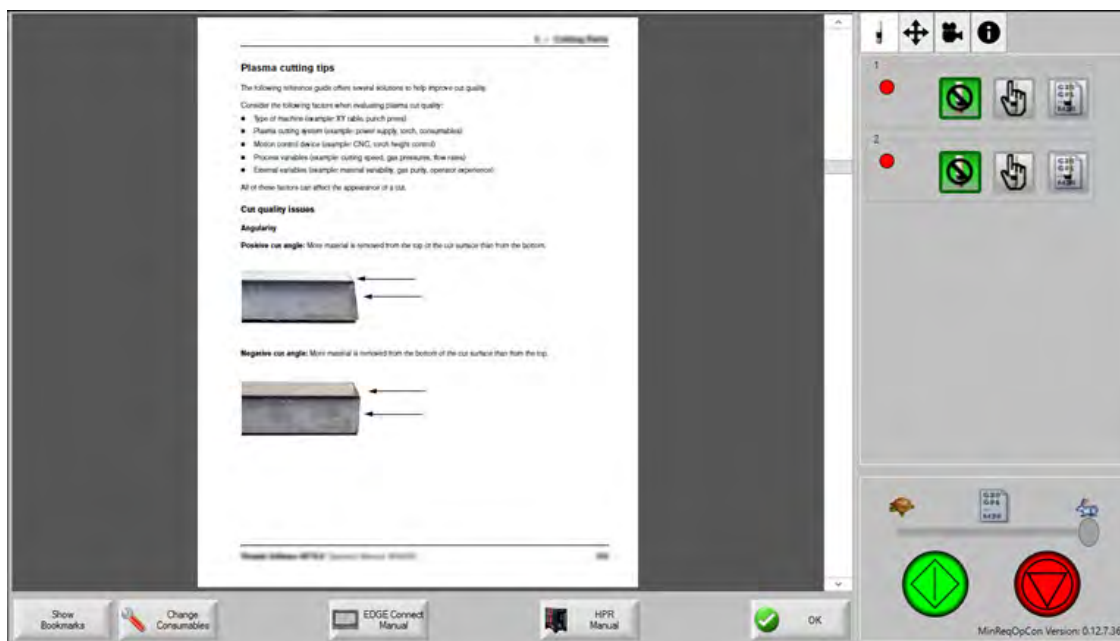 Plasma cutting tips
The following reference guide offers several solutions to help improve cut quality.
Consider the following factors when evaluating plasma cut quality:
Type of machine (example: XY table, punch press)
Plasma cutting system (example: power supply, torch, consumables)
Motion control device (example: CNC, torch height control)
Process variables (example: cutting speed, gas pressures, flow rates)
External variables (example: material variability, gas purity, operator experience)
All of these factors can affect the appearance of a cut.
Cut quality issues
Angularity
Positive cut angle: More material is removed from the top of the cut surface than from the bottom.
Negative cut angle: More material is removed from the bottom of the cut surface than from the top.
Show
Bookmarks
Change
Consumables
EDGE Connect
Manual
HPR
Manual
OK
1
2
MinReqOpCon Version: 0.12.7.36